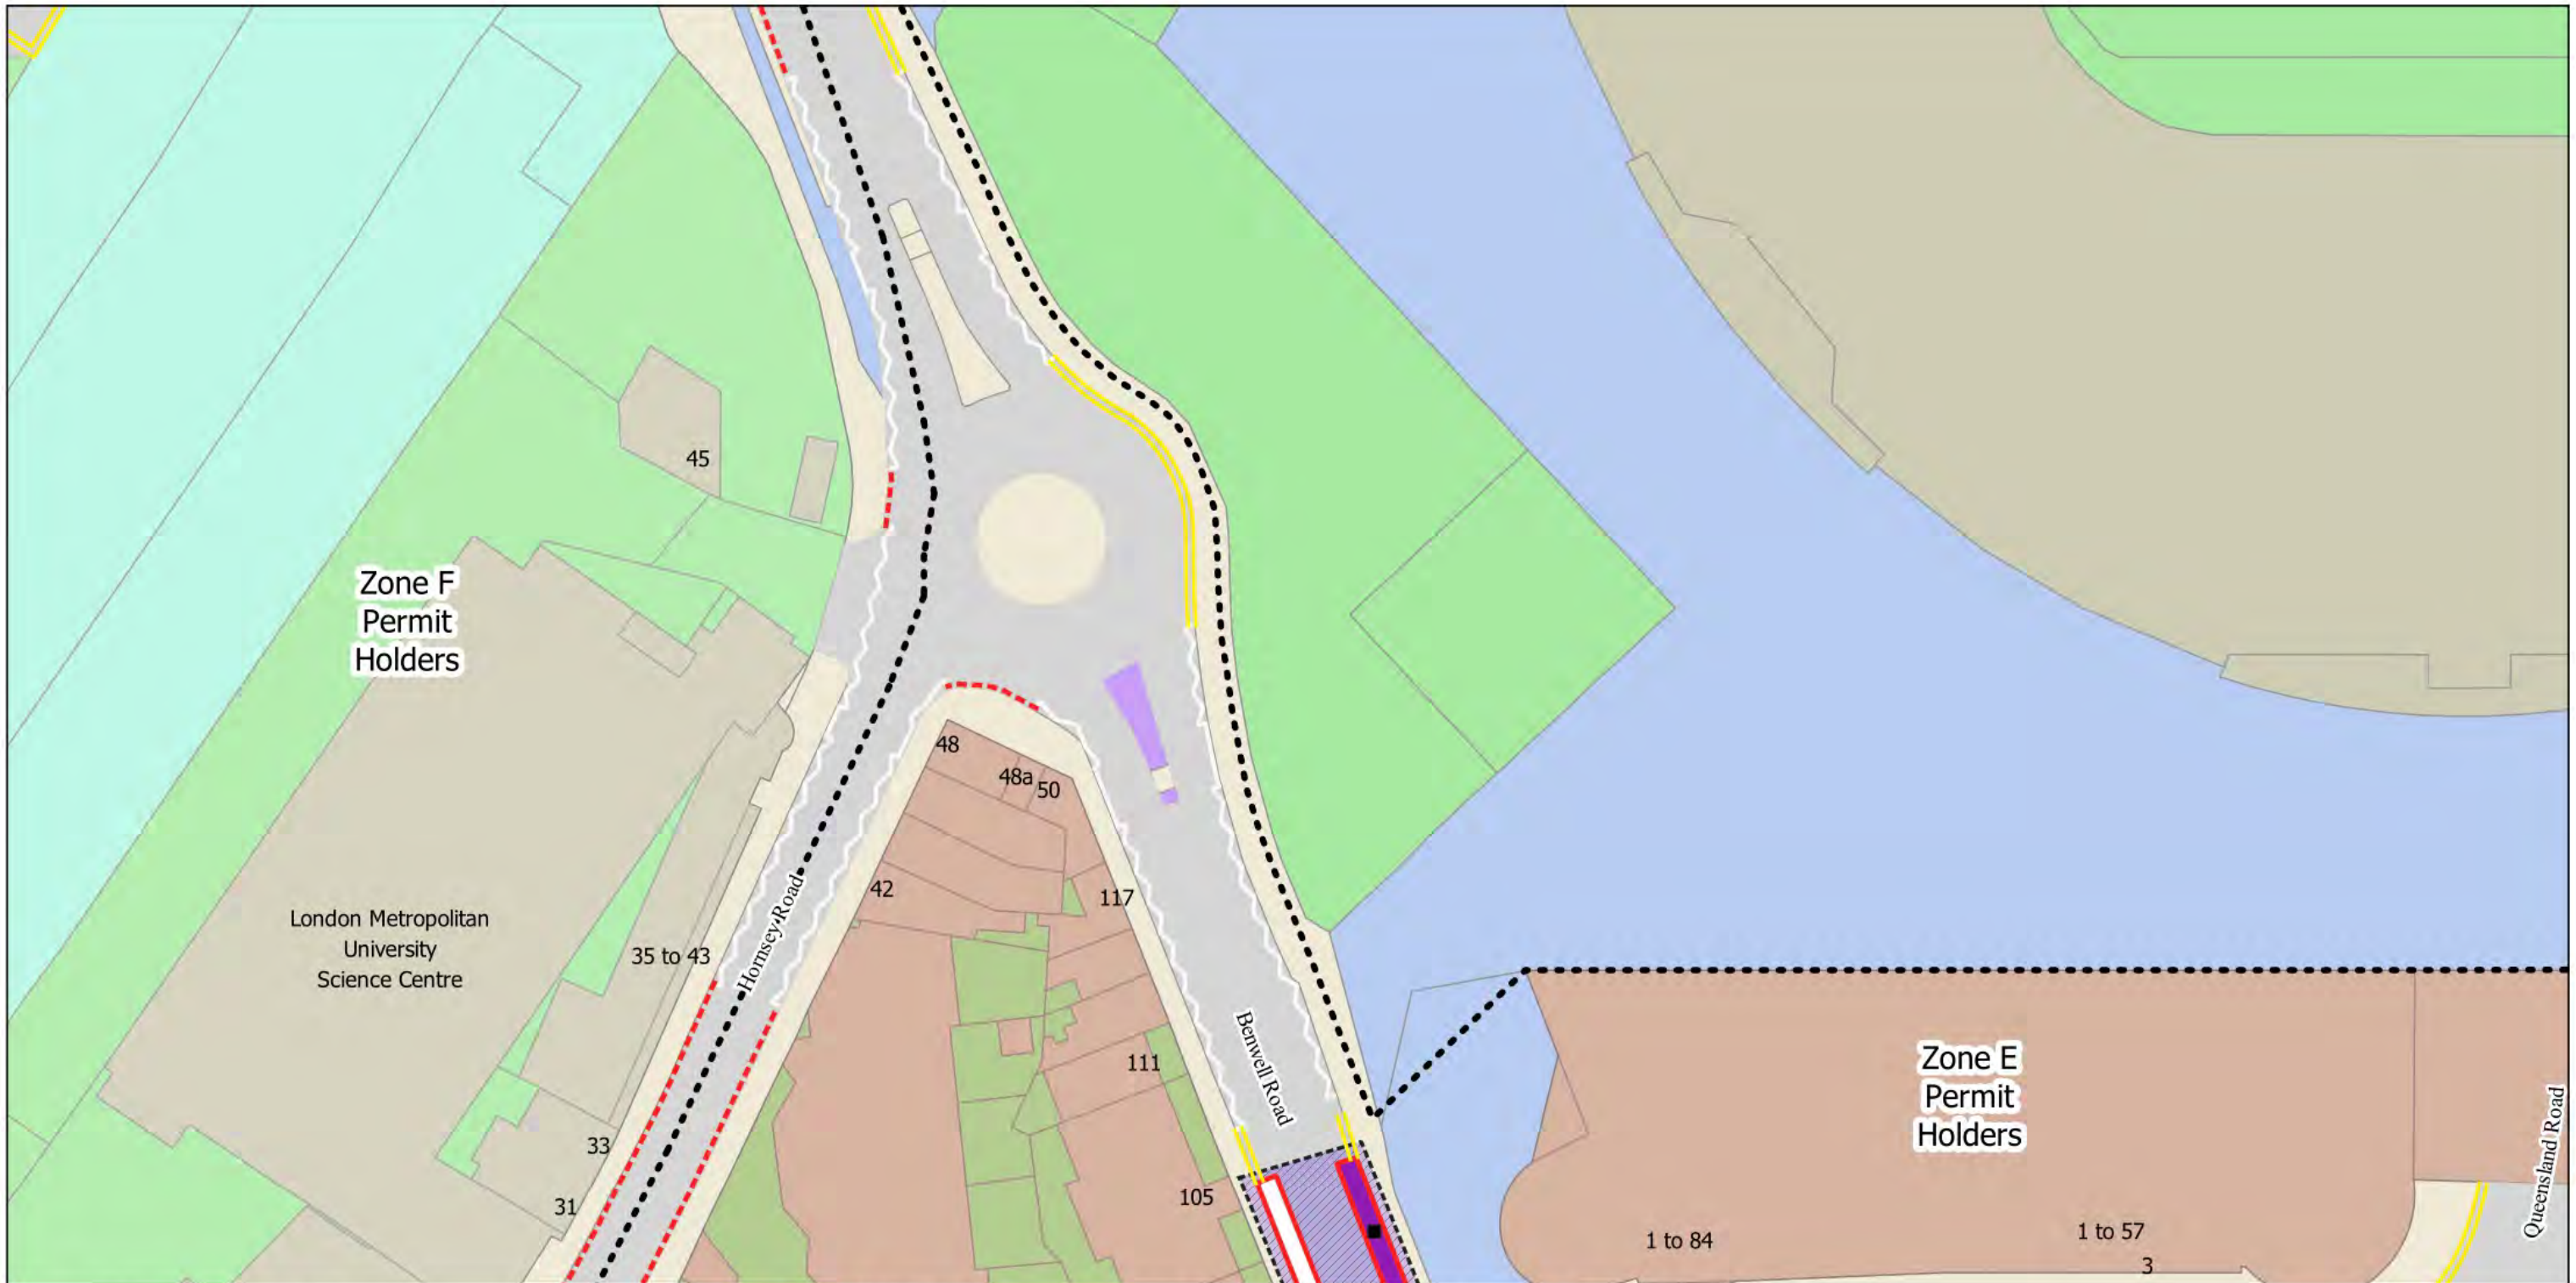 45
Zone F
Permit
Holders
48
48a
50
42
117
London Metropolitan
University
Science Centre
35 to 43
Hornsey Road
111
Benwell Road
Zone E
Permit
Holders
33
31
105
1 to 84
1 to 57
3
Queensland Road